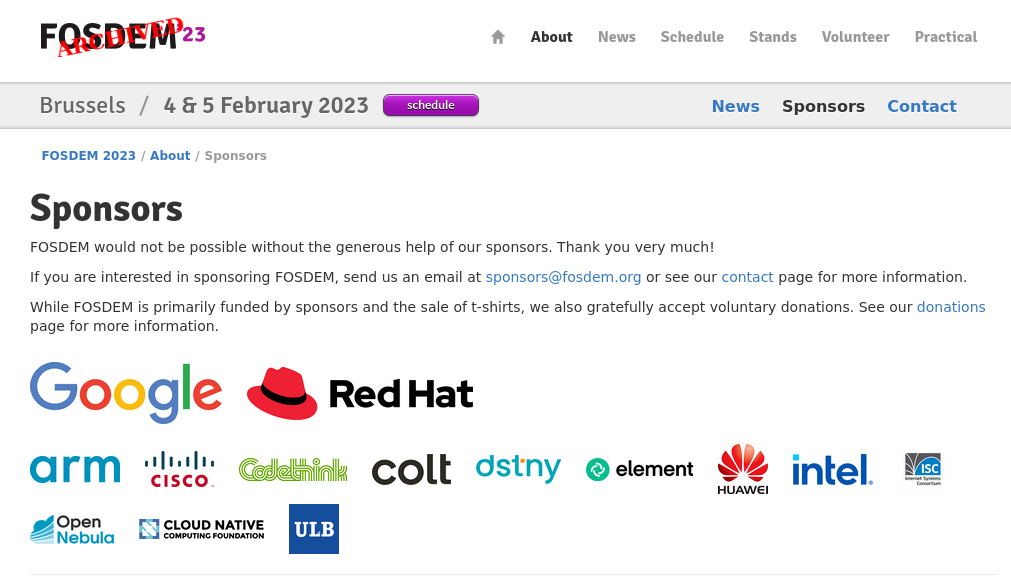 FOSDEM '23
ARCHIVED
About News Schedule Stands Volunteer Practical
Brussels / 4 & 5 February 2023 schedule News Sponsors Contact
FOSDEM 2023 / About / Sponsors
Sponsors
FOSDEM would not be possible without the generous help of our sponsors. Thank you very much!
If you are interested in sponsoring FOSDEM, send us an email at sponsors@fosdem.org or see our contact page for more information.
While FOSDEM is primarily funded by sponsors and the sale of t-shirts, we also gratefully accept voluntary donations. See our donations
page for more information.
Google Red Hat
arm CISCO Codethink colt dstny element HUAWEI intel. ISC Internet Systems Consortium
Open Nebula CLOUD NATIVE COMPUTING FOUNDATION ULB